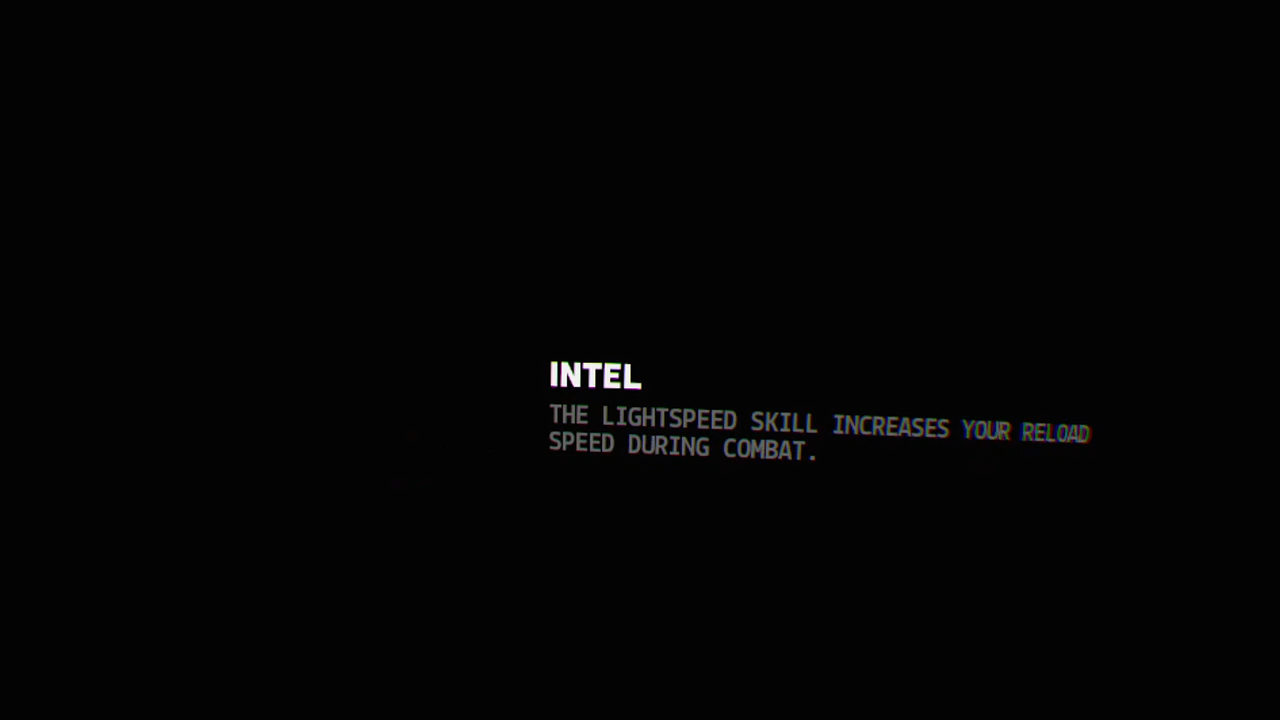 INTEL
THE LIGHTSPEED SKILL INCREASES YOUR RELOAD
SPEED DURING COMBAT.